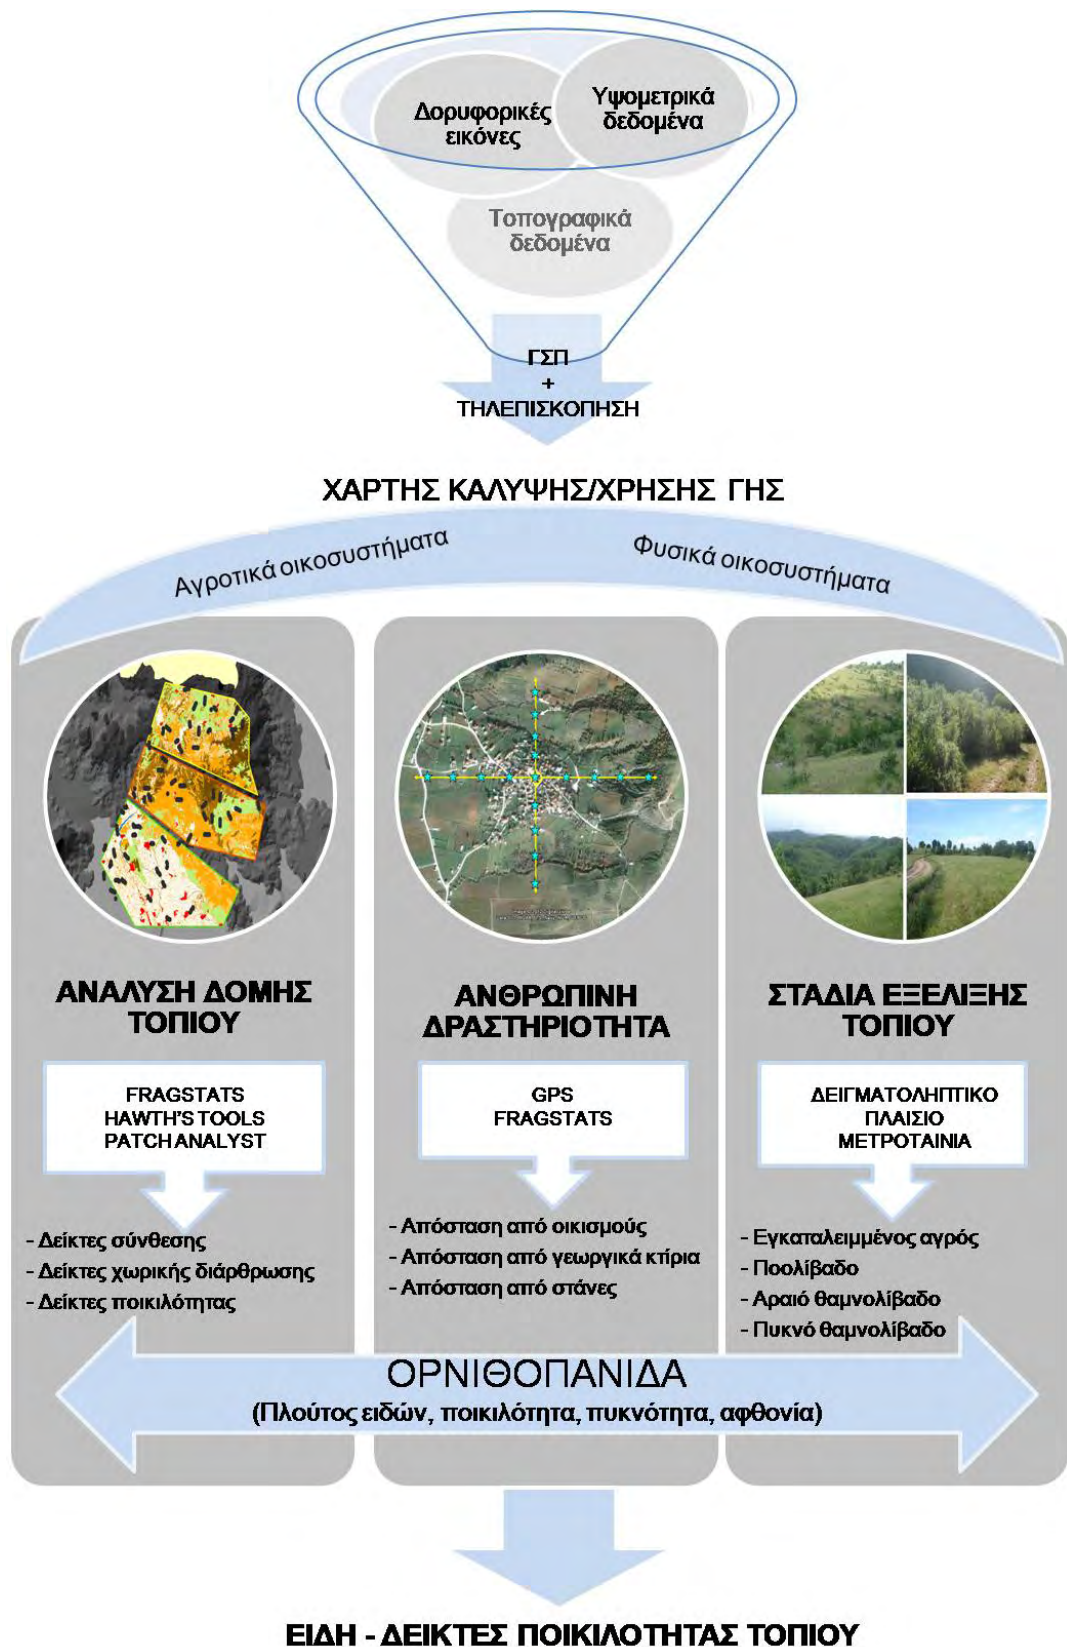 Δορυφορικές
εικόνες
Υψομετρικά
δεδομένα
Τοπογραφικά
δεδομένα
ΓΣΠ
+
ΤΗΛΕΠΙΣΚΟΠΗΣΗ
ΧΑΡΤΗΣ ΚΑΛΥΨΗΣ/ΧΡΗΣΗΣ ΓΗΣ
Αγροτικά οικοσυστήματα
Φυσικά οικοσυστήματα
ΑΝΑΛΥΣΗ ΔΟΜΗΣ
ΤΟΠΙΟΥ
FRAGSTATS
HAWTH'S TOOLS
PATCH ANALYST
- Δείκτες σύνθεσης
- Δείκτες χωρικής διάρθρωσης
- Δείκτες ποικιλότητας
ΑΝΘΡΩΠΙΝΗ
ΔΡΑΣΤΗΡΙΟΤΗΤΑ
GPS
FRAGSTATS
- Απόσταση από οικισμούς
- Απόσταση από γεωργικά κτίρια
- Απόσταση από στάνες
ΣΤΑΔΙΑ ΕΞΕΛΙΞΗΣ
ΤΟΠΙΟΥ
ΔΕΙΓΜΑΤΟΛΗΠΤΙΚΟ
ΠΛΑΙΣΙΟ
ΜΕΤΡΟΤΑΙΝΙΑ
- Εγκαταλειμμένος αγρός
- Ποολίβαδο
- Αραιό θαμνολίβαδο
- Πυκνό θαμνολίβαδο
ΟΡΝΙΘΟΠΑΝΙΔΑ
(Πλούτος ειδών, ποικιλότητα, πυκνότητα, αφθονία)
ΕΙΔΗ - ΔΕΙΚΤΕΣ ΠΟΙΚΙΛΟΤΗΤΑΣ ΤΟΠΙΟΥ